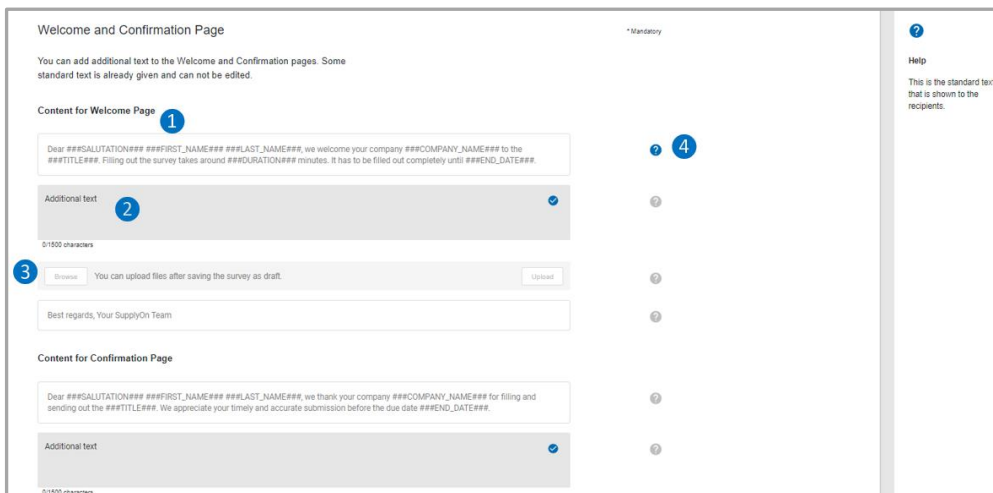 Welcome and Confirmation Page
* Mandatory
You can add additional text to the Welcome and Confirmation pages. Some
standard text is already given and can not be edited.
Content for Welcome Page
1
Dear ###SALUTATION### ###FIRST_NAME### ###LAST_NAME###, we welcome your company ###COMPANY_NAME### to the
###TITLE###. Filling out the survey takes around ###DURATION### minutes. It has to be filled out completely until ###END_DATE###.
? 4
Additional text
2
?
0/1500 characters
3
Browse You can upload files after saving the survey as draft. Upload
?
Best regards, Your SupplyOn Team
?
Content for Confirmation Page
Dear ###SALUTATION### ###FIRST_NAME### ###LAST_NAME###, we thank your company ###COMPANY_NAME### for filling and
sending out the ###TITLE###. We appreciate your timely and accurate submission before the due date ###END_DATE###.
?
Additional text
?
0/1500 characters
?
Help
This is the standard tex
that is shown to the
recipients.